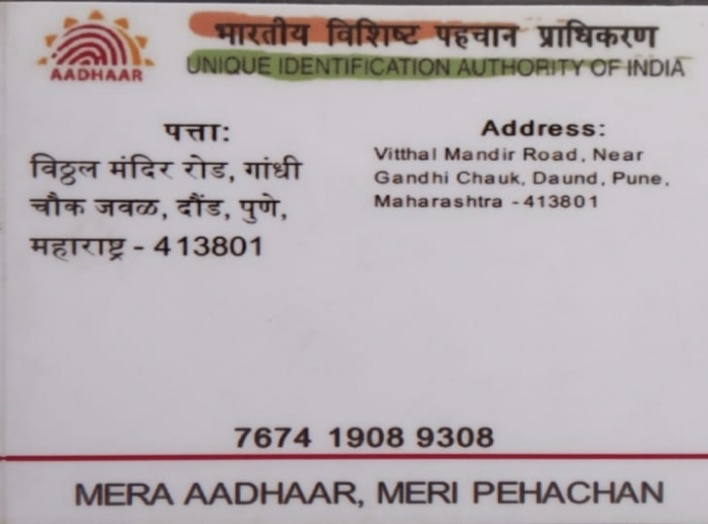 भारतीय विशिष्ट पहचान प्राधिकरण
AADHAAR
UNIQUE IDENTIFICATION AUTHORITY OF INDIA
पत्ता:
विठ्ठल मंदिर रोड, गांधी
चौक जवळ, दौंड, पुणे,
महाराष्ट्र - 413801
Address:
Vitthal Mandir Road, Near
Gandhi Chauk, Daund, Pune,
Maharashtra - 413801
7674 1908 9308
MERA AADHAAR, MERI PEHACHAN